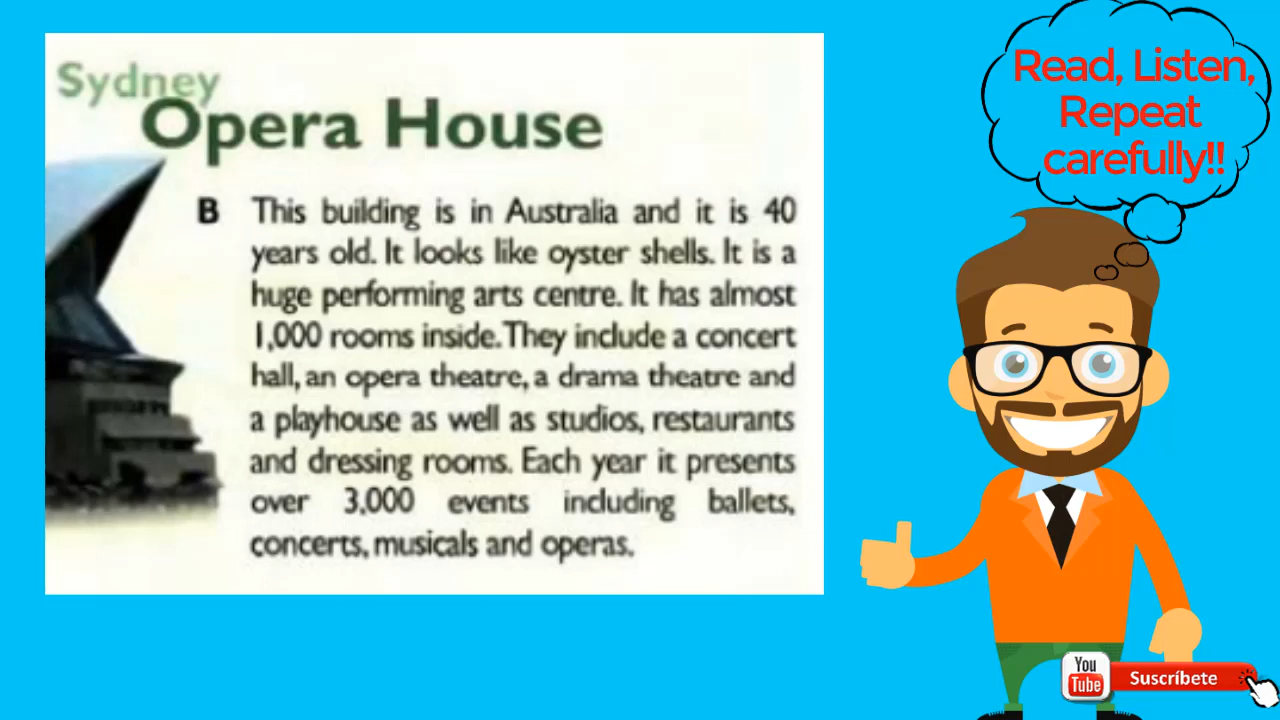 Sydney
Opera House
B This building is in Australia and it is 40
years old. It looks like oyster shells. It is a
huge performing arts centre. It has almost
1,000 rooms inside. They include a concert
hall, an opera theatre, a drama theatre and
a playhouse as well as studios, restaurants
and dressing rooms. Each year it presents
over 3,000 events including ballets,
concerts, musicals and operas.
Read, Listen,
Repeat
carefully!!
You
Tube
Suscríbete